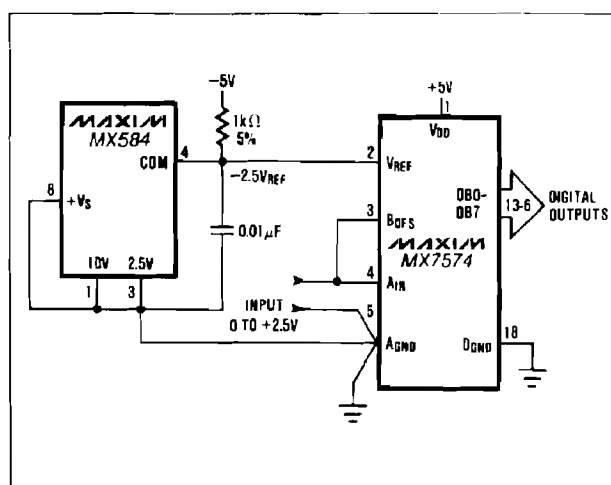 −5V
+5V
1
1kΩ
5%
MAXIM
MX584
COM
4
8
+VS
−2.5VREF
0.01µF
10V
2.5V
1
3
INPUT
0 TO +2.5V
VDD
2
VREF
3
BOFS
MAXIM
MX7574
4
AIN
5
AGND
DB0-
DB7
13-6
DIGITAL
OUTPUTS
18
DGND